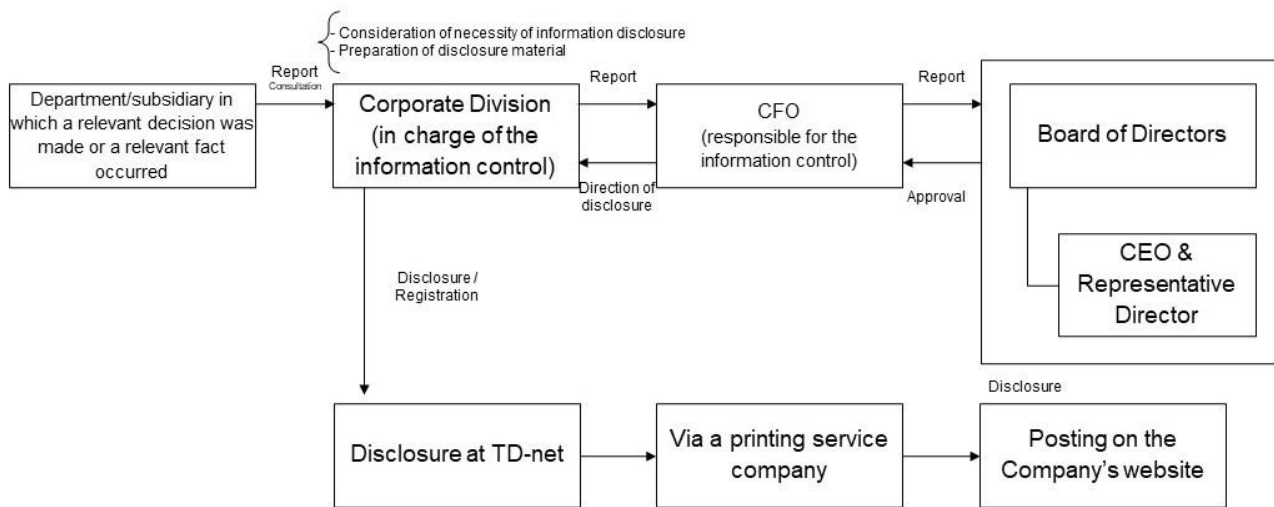 - Consideration of necessity of information disclosure
- Preparation of disclosure material
Report
Consultation
Report
Report
Department/subsidiary in
which a relevant decision was
made or a relevant fact
occurred
Corporate Division
(in charge of the
information control)
CFO
(responsible for the
information control)
Board of Directors
Direction of
disclosure
Approval
CEO &
Representative
Director
Disclosure /
Registration
Disclosure
Disclosure at TD-net
Via a printing service
company
Posting on the
Company's website